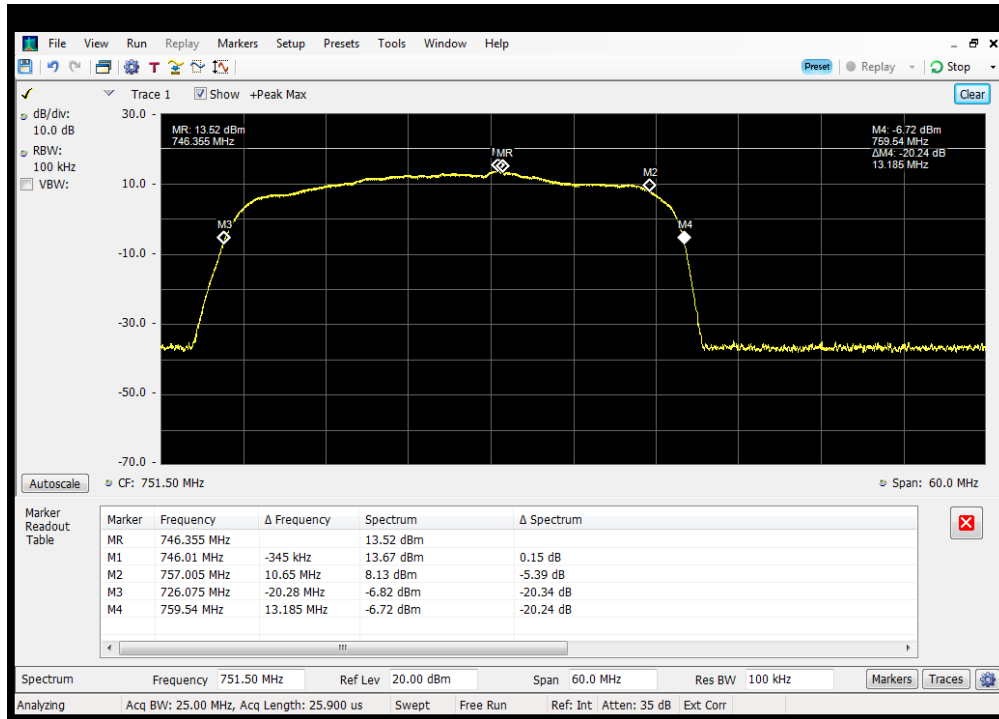 File View Run Replay Markers Setup Presets Tools Window Help
Preset Replay Stop
Trace 1 Show +Peak Max Clear
dB/div:
10.0 dB
RBW:
100 kHz
VBW:
30.0
10.0
-10.0
-30.0
-50.0
-70.0
MR: 13.52 dBm
746.355 MHz
M4: -6.72 dBm
759.54 MHz
ΔM4: -20.24 dB
13.185 MHz
MR
M2
M3
M4
Autoscale CF: 751.50 MHz Span: 60.0 MHz
Marker
Readout
Table
Marker Frequency Δ Frequency Spectrum Δ Spectrum
MR 746.355 MHz 13.52 dBm
M1 746.01 MHz -345 kHz 13.67 dBm 0.15 dB
M2 757.005 MHz 10.65 MHz 8.13 dBm -5.39 dB
M3 726.075 MHz -20.28 MHz -6.82 dBm -20.34 dB
M4 759.54 MHz 13.185 MHz -6.72 dBm -20.24 dB
Spectrum Frequency 751.50 MHz Ref Lev 20.00 dBm Span 60.0 MHz Res BW 100 kHz Markers Traces
Analyzing Acq BW: 25.00 MHz, Acq Length: 25.900 us Swept Free Run Ref: Int Atten: 35 dB Ext Corr